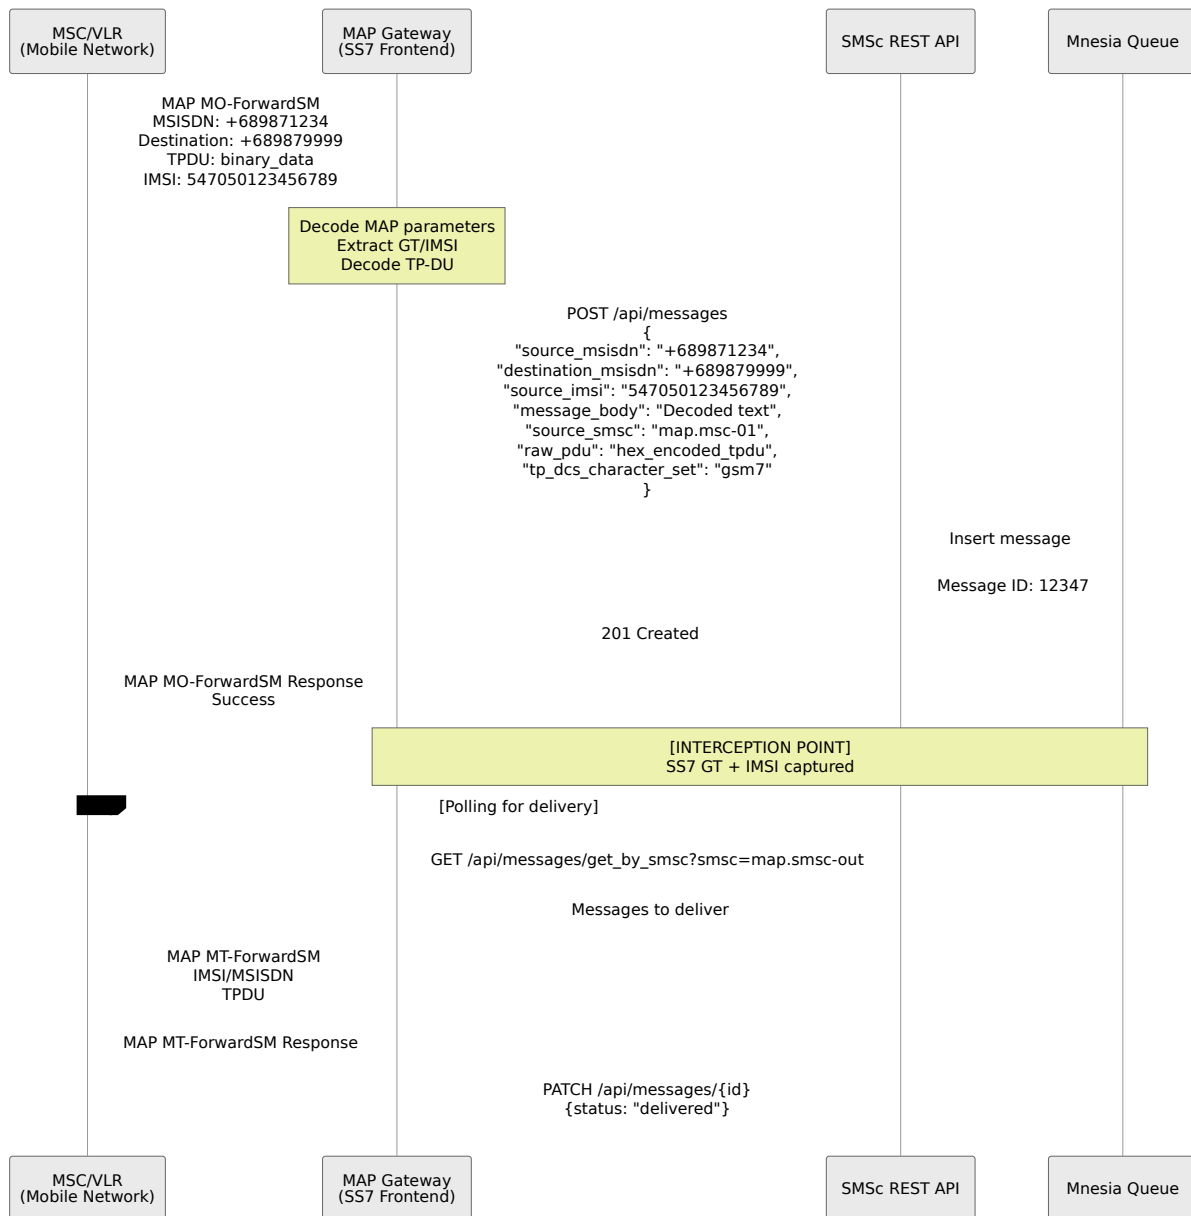 MSC/VLR
(Mobile Network)
MAP Gateway
(SS7 Frontend)
SMSc REST API
Mnesia Queue
MAP MO-ForwardSM
MSISDN: +689871234
Destination: +689879999
TPDU: binary_data
IMSI: 547050123456789
Decode MAP parameters
Extract GT/IMSI
Decode TP-DU
POST /api/messages
{
"source_msisdn": "+689871234",
"destination_msisdn": "+689879999",
"source_imsi": "547050123456789",
"message_body": "Decoded text",
"source_smsc": "map.msc-01",
"raw_pdu": "hex_encoded_tpdu",
"tp_dcs_character_set": "gsm7"
}
Insert message
Message ID: 12347
201 Created
MAP MO-ForwardSM Response
Success
[INTERCEPTION POINT]
SS7 GT + IMSI captured
[Polling for delivery]
GET /api/messages/get_by_smsc?smsc=map.smsc-out
Messages to deliver
MAP MT-ForwardSM
IMSI/MSISDN
TPDU
MAP MT-ForwardSM Response
PATCH /api/messages/{id}
{status: "delivered"}
MSC/VLR
(Mobile Network)
MAP Gateway
(SS7 Frontend)
SMSc REST API
Mnesia Queue